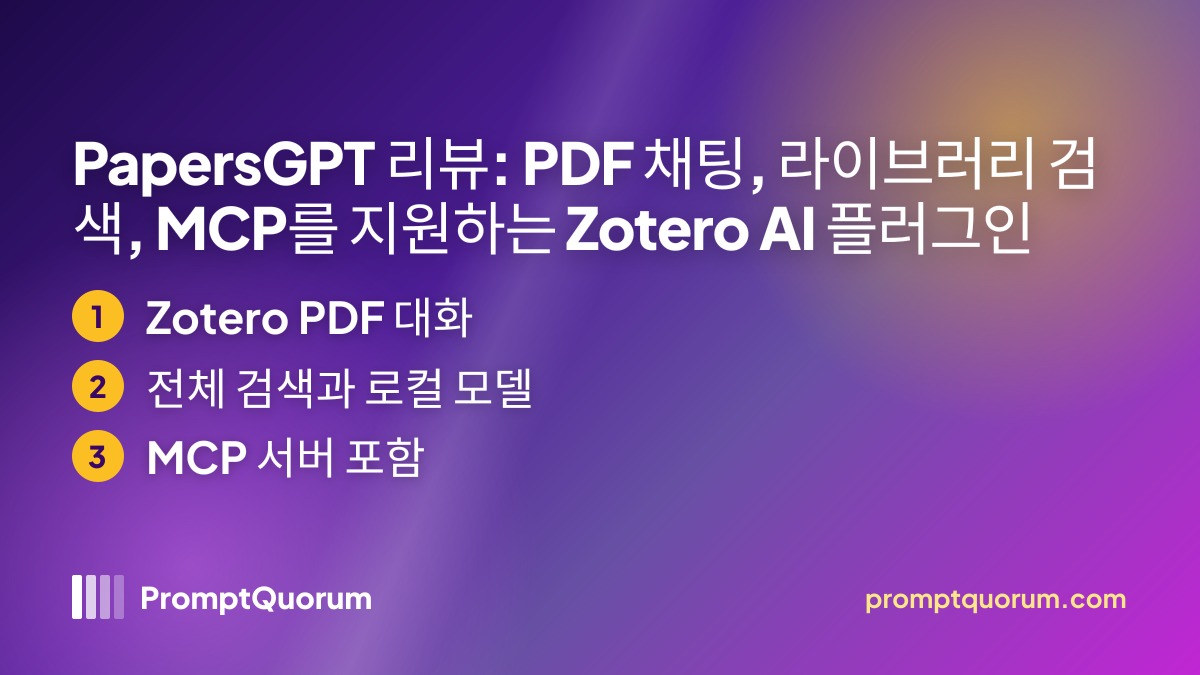 PapersGPT 리뷰: PDF 채팅, 라이브러리 검
색, MCP를 지원하는 Zotero AI 플러그인
1 Zotero PDF 대화
2 전체 검색과 로컬 모델
3 MCP 서버 포함
PromptQuorum
promptquorum.com